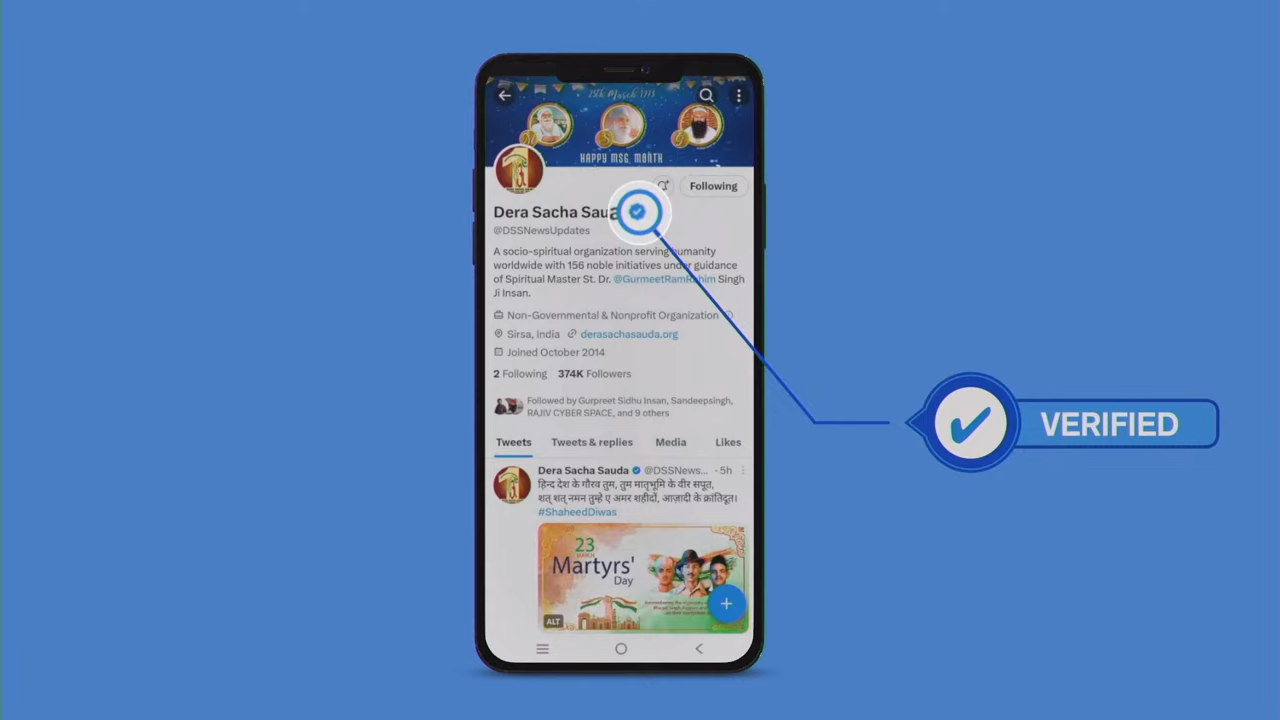 25th March 1973
HAPPY MSG MONTH
Following
Dera Sacha Sauda
@DSSNewsUpdates
A socio-spiritual organization serving humanity
worldwide with 156 noble initiatives under guidance
of Spiritual Master St. Dr. @GurmeetRamRahim Singh
Ji Insan.
Non-Governmental & Nonprofit Organization
Sirsa, India derasachasauda.org
Joined October 2014
2 Following 374K Followers
Followed by Gurpreet Sidhu Insan, Sandeepsingh,
RAJIV CYBER SPACE, and 9 others
Tweets Tweets & replies Media Likes
Dera Sacha Sauda @DSSNews... · 5h
हिन्द देश के गौरव तुम, तुम मातृभूमि के वीर सपूत,
शत् शत् नमन तुम्हे ए अमर शहीदों, आज़ादी के क्रांतिदूत।
#ShaheedDiwas
23
MARCH
Martyrs'
Day
ALT
VERIFIED